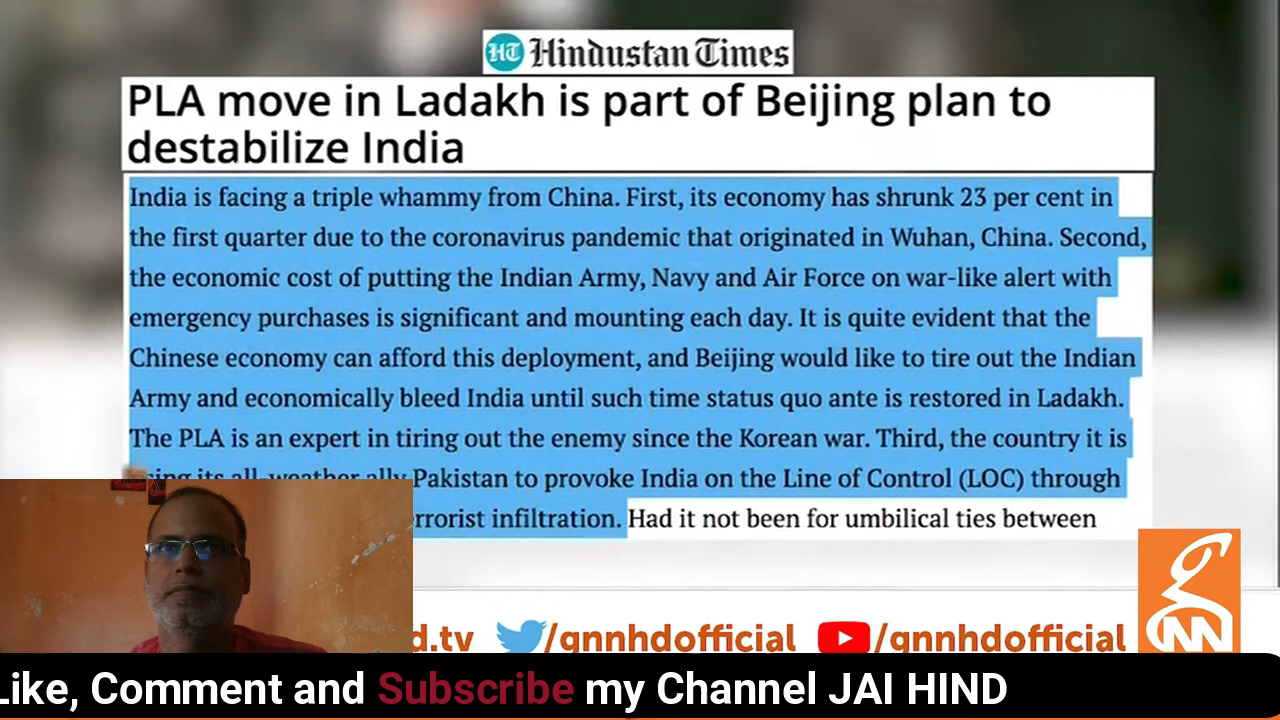 HT Hindustan Times
PLA move in Ladakh is part of Beijing plan to
destabilize India
India is facing a triple whammy from China. First, its economy has shrunk 23 per cent in
the first quarter due to the coronavirus pandemic that originated in Wuhan, China. Second,
the economic cost of putting the Indian Army, Navy and Air Force on war-like alert with
emergency purchases is significant and mounting each day. It is quite evident that the
Chinese economy can afford this deployment, and Beijing would like to tire out the Indian
Army and economically bleed India until such time status quo ante is restored in Ladakh.
The PLA is an expert in tiring out the enemy since the Korean war. Third, the country it is
its all-weather ally Pakistan to provoke India on the Line of Control (LOC) through
rrorist infiltration. Had it not been for umbilical ties between
d.tv /gnnhdofficial /gnnhdofficial
GNN
Like, Comment and Subscribe my Channel JAI HIND